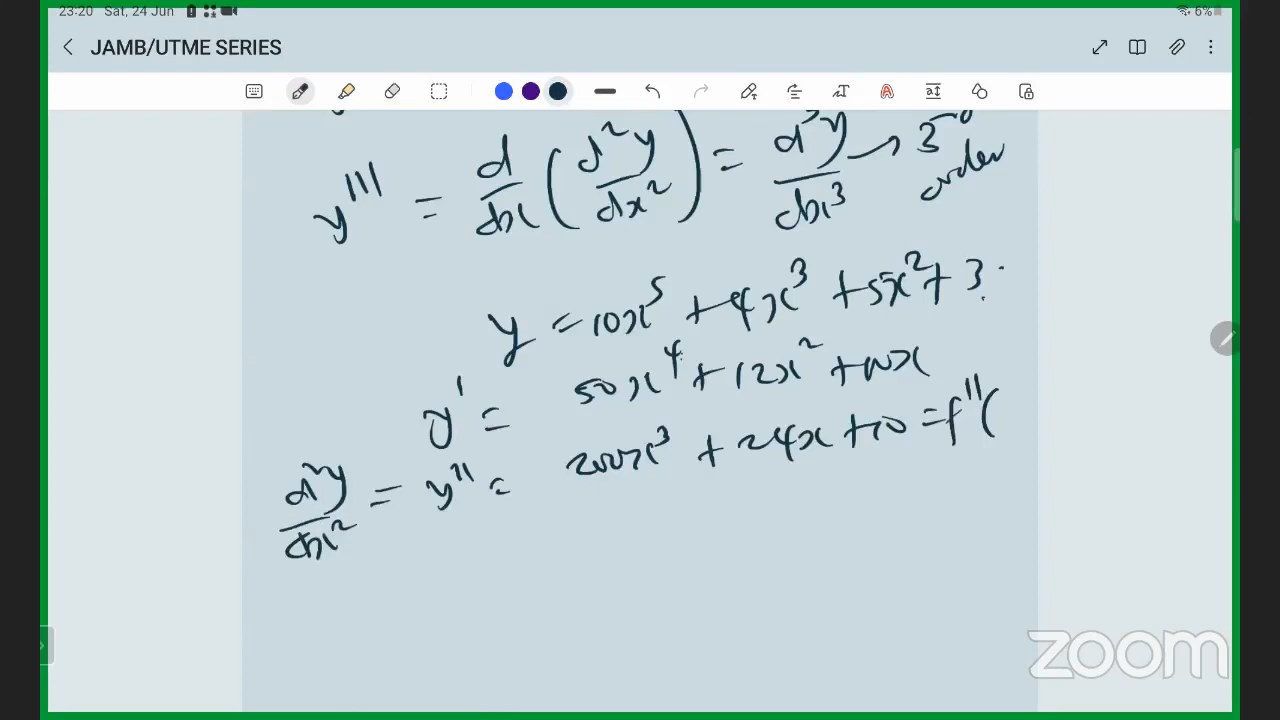 23:20 Sat, 24 Jun
6%
JAMB/UTME SERIES
y''' = d/dx (d²y/dx²) = d³y/dx³ → 3rd order
y = 10x⁵ + 4x³ + 5x² + 3.
y' = 50x⁴ + 12x² + 10x
d²y/dx² = y'' = 200x³ + 24x + 10 = f''(
zoom